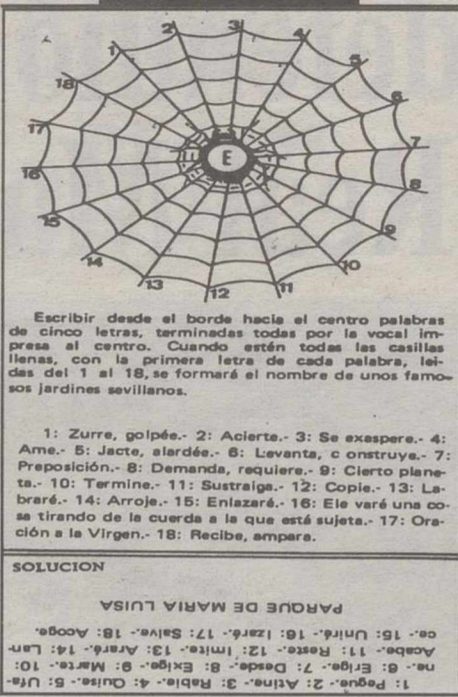 1
2
3
4
5
6
7
8
9
10
11
12
13
14
15
16
17
18
E
Escribir desde el borde hacia el centro palabras
de cinco letras, terminadas todas por la vocal im-
presa al centro. Cuando estén todas las casillas
llenas, con la primera letra de cada palabra, leí-
das del 1 al 18, se formará el nombre de unos famo-
sos jardines sevillanos.
1: Zurre, golpée.- 2: Acierte.- 3: Se exaspere.- 4:
Ame.- 5: Jacte, alardée.- 6: Levanta, c onstruye.- 7:
Preposición.- 8: Demanda, requiere.- 9: Cierto plane-
ta.- 10: Termine.- 11: Sustraiga.- 12: Copie.- 13: La-
braré.- 14: Arroje.- 15: Enlazaré.- 16: Ele varé una co-
sa tirando de la cuerda a la que está sujeta.- 17: Ora-
ción a la Virgen.- 18: Recibe, ampara.
SOLUCION
1: Pegue.- 2: Atine.- 3: Rabie.- 4: Quise.- 5: Ufa-
ne.- 6: Erige.- 7: Desde.- 8: Exige.- 9: Marte.- 10:
Acabe.- 11: Reste.- 12: Imite.- 13: Araré.- 14: Lan-
ce.- 15: Uniré.- 16: Izaré.- 17: Salve.- 18: Acoge.
PARQUE DE MARIA LUISA